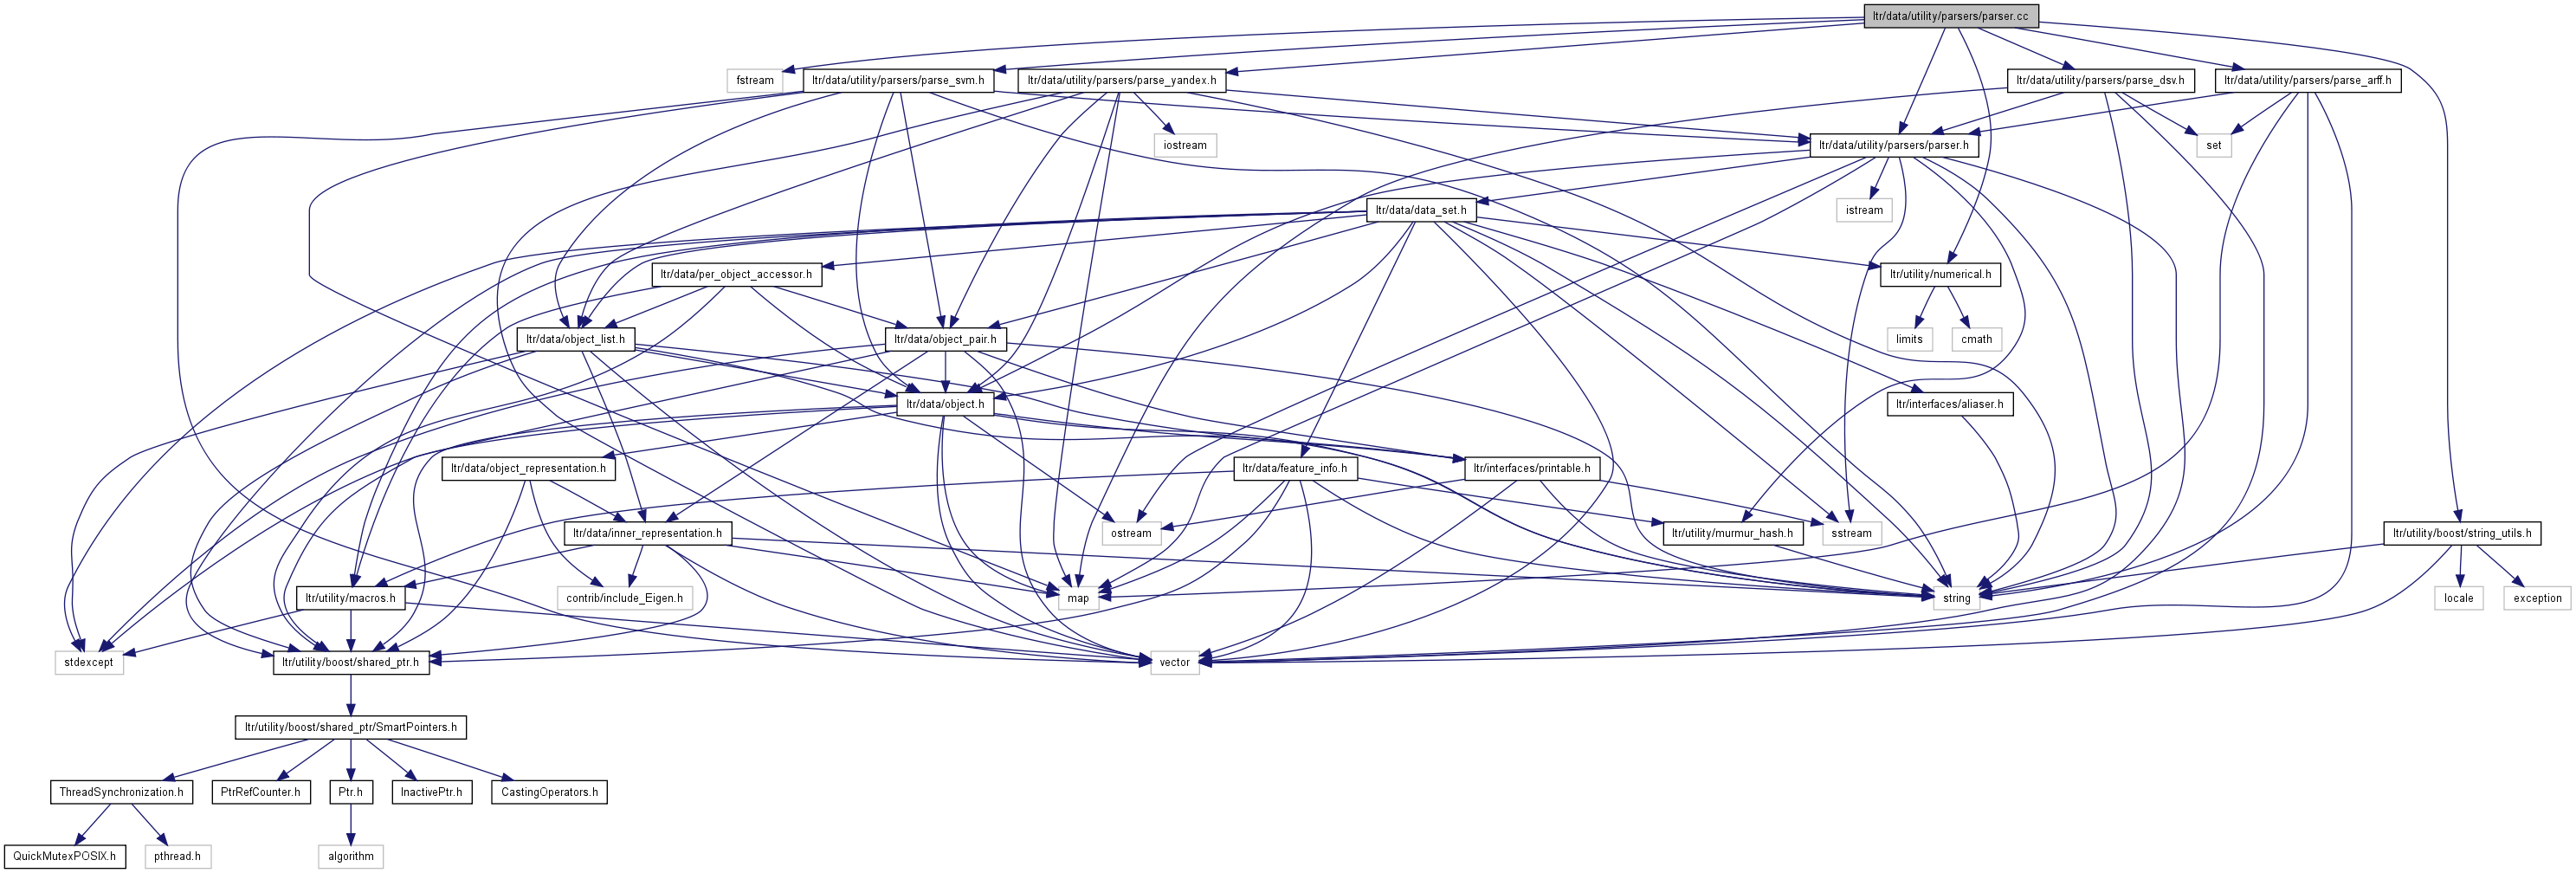 ltr/data/utility/parsers/parser.cc
fstream
ltr/data/utility/parsers/parse_svm.h
ltr/data/utility/parsers/parse_yandex.h
ltr/data/utility/parsers/parse_dsv.h
ltr/data/utility/parsers/parse_arff.h
iostream
ltr/data/utility/parsers/parser.h
set
ltr/data/data_set.h
istream
ltr/data/per_object_accessor.h
ltr/utility/numerical.h
ltr/data/object_list.h
ltr/data/object_pair.h
limits
cmath
ltr/data/object.h
ltr/interfaces/aliaser.h
ltr/data/object_representation.h
ltr/data/feature_info.h
ltr/interfaces/printable.h
ltr/data/inner_representation.h
ostream
ltr/utility/murmur_hash.h
sstream
ltr/utility/boost/string_utils.h
ltr/utility/macros.h
contrib/include_Eigen.h
map
string
locale
exception
stdexcept
ltr/utility/boost/shared_ptr.h
vector
ltr/utility/boost/shared_ptr/SmartPointers.h
ThreadSynchronization.h
PtrRefCounter.h
Ptr.h
InactivePtr.h
CastingOperators.h
QuickMutexPOSIX.h
pthread.h
algorithm